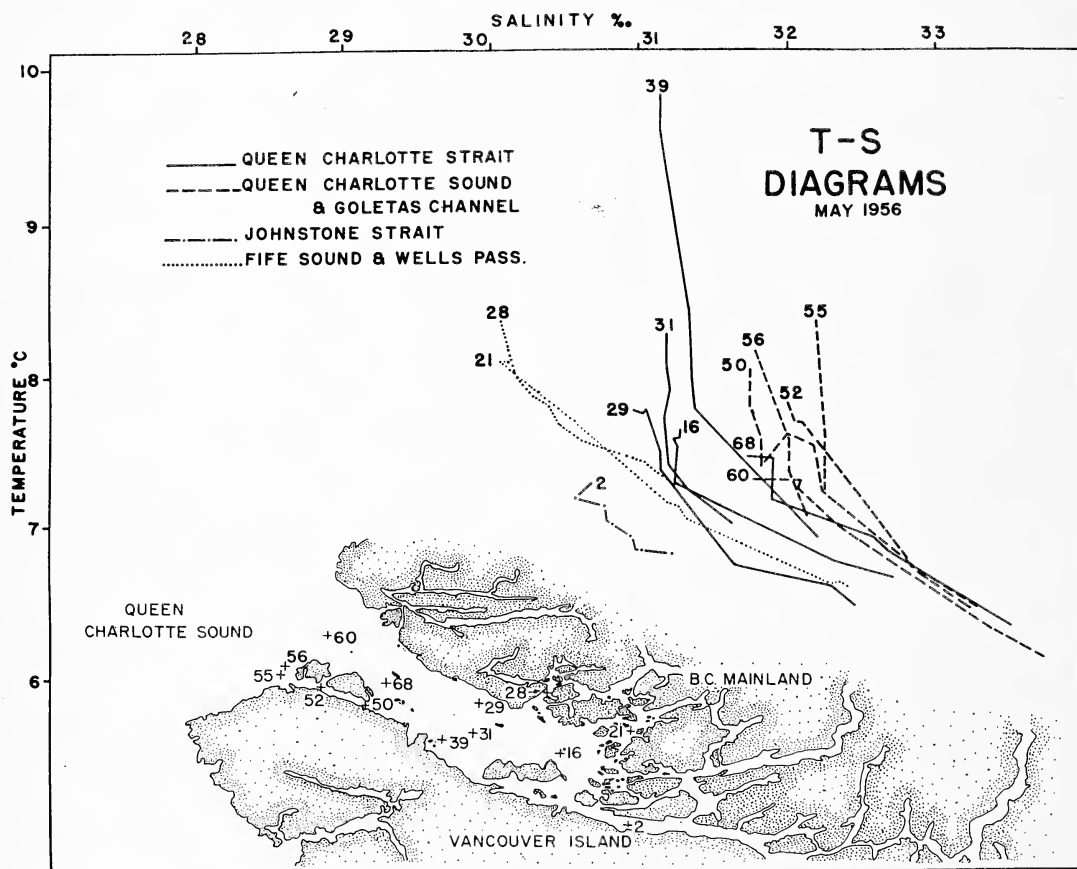 SALINITY ‰
28 29 30 31 32 33
TEMPERATURE °C
10
9
8
7
6
T-S
DIAGRAMS
MAY 1956
QUEEN CHARLOTTE STRAIT
QUEEN CHARLOTTE SOUND
& GOLETAS CHANNEL
JOHNSTONE STRAIT
FIFE SOUND & WELLS PASS.
39
28
31
55
56
21
50
52
29
16
68
60
2
QUEEN
CHARLOTTE SOUND
+60
56
55+
52
+68
50
28
+29
B.C. MAINLAND
+39
+31
21
+16
+2
VANCOUVER ISLAND